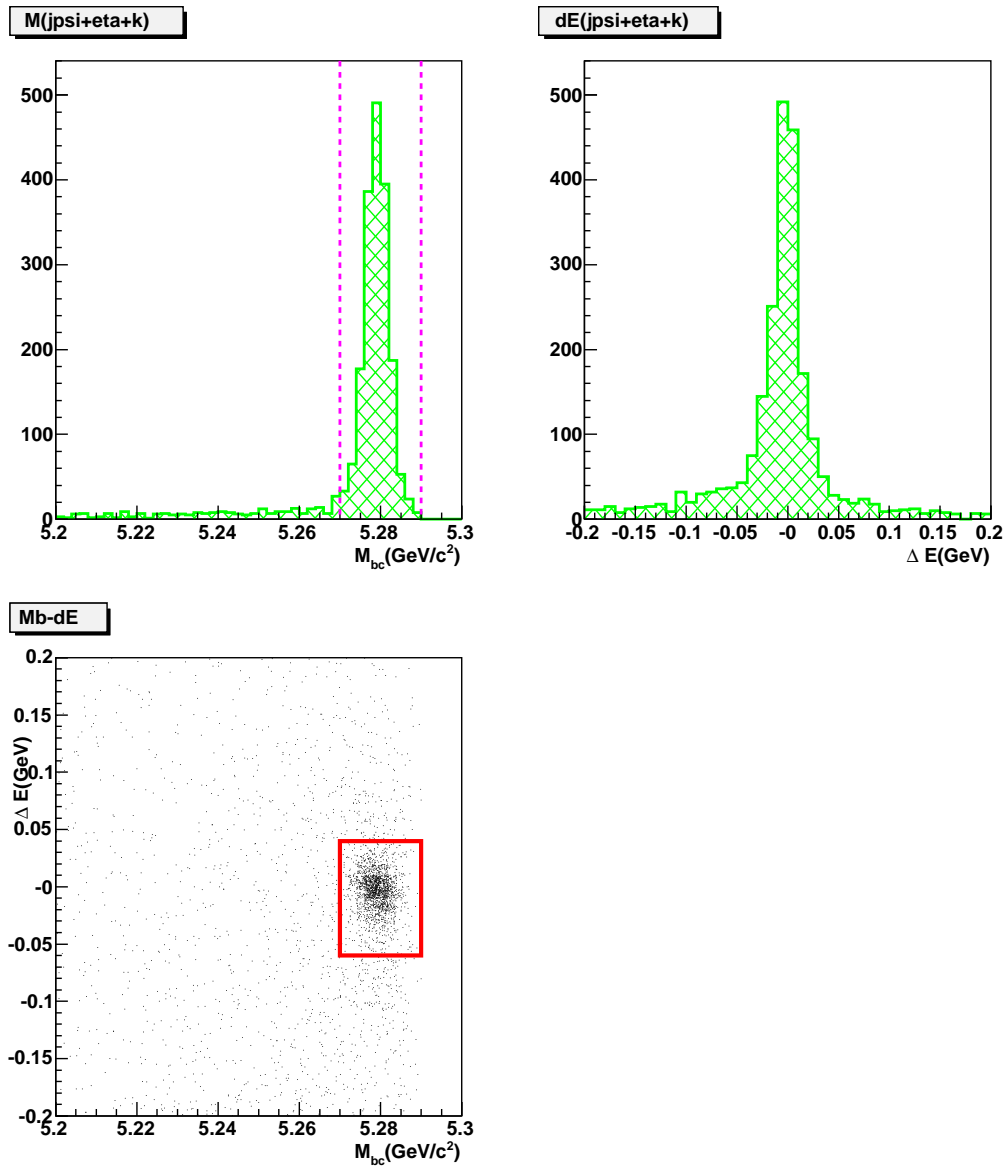 M(jpsi+eta+k)
500
400
300
200
100
0
5.2 5.22 5.24 5.26 5.28 5.3
M_bc(GeV/c²)
dE(jpsi+eta+k)
500
400
300
200
100
0
-0.2 -0.15 -0.1 -0.05 -0 0.05 0.1 0.15 0.2
Δ E(GeV)
Mb-dE
Δ E(GeV)
0.2
0.15
0.1
0.05
-0
-0.05
-0.1
-0.15
-0.2
5.2 5.22 5.24 5.26 5.28 5.3
M_bc(GeV/c²)